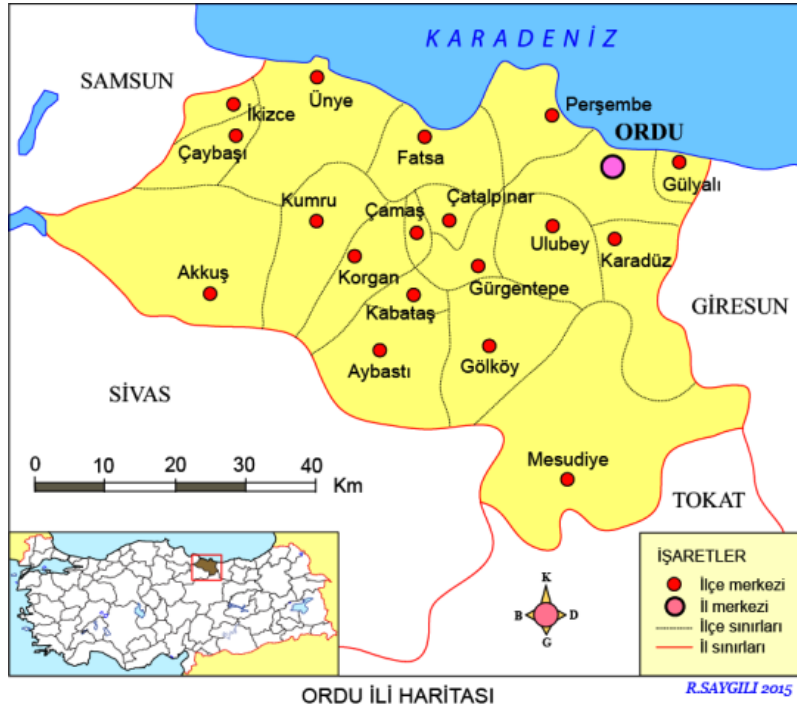 KARADENİZ
SAMSUN
Ünye
İkizce
Perşembe
ORDU
Çaybaşı
Fatsa
Gülyalı
Kumru
Çatalpınar
Çamaş
Ulubey
Karadüz
Akkuş
Korgan
Gürgentepe
Kabataş
GİRESUN
Aybastı
Gölköy
SİVAS
Mesudiye
0 10 20 30 40 Km
TOKAT
İŞARETLER
İlçe merkezi
İl merkezi
İlçe sınırları
İl sınırları
K
B D
G
ORDU İLİ HARİTASI
R.SAYGILI 2015